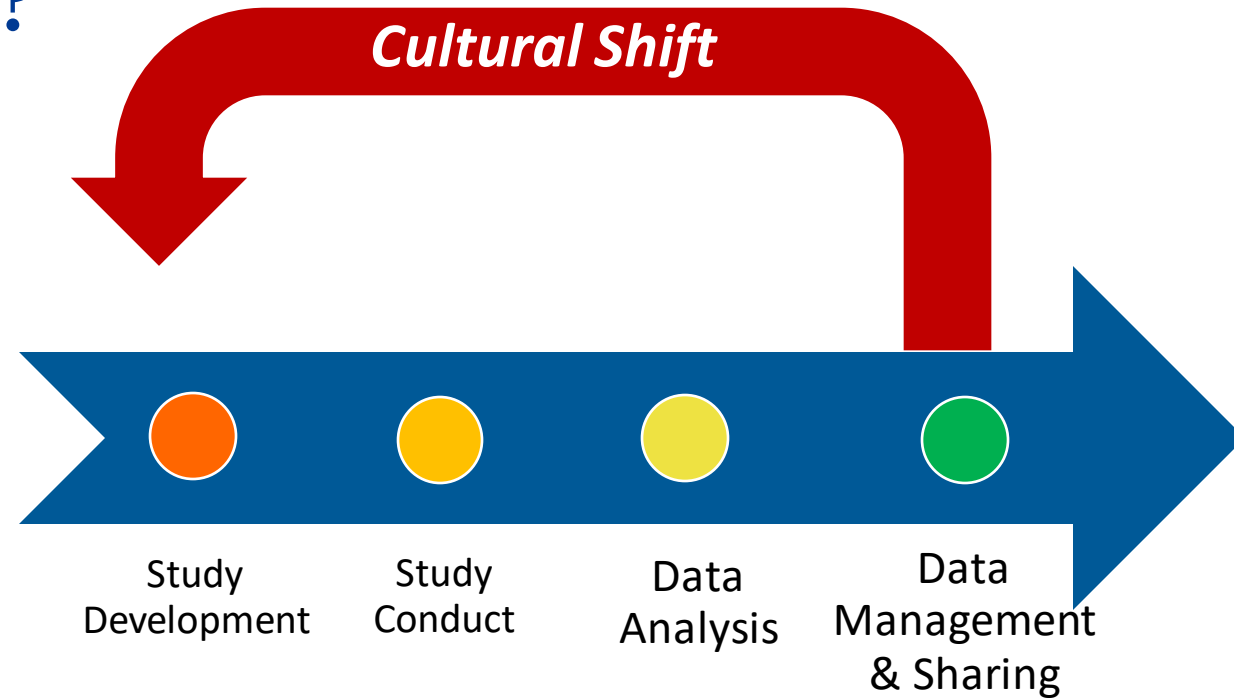 ?
Cultural Shift
Study
Development
Study
Conduct
Data
Analysis
Data
Management
& Sharing